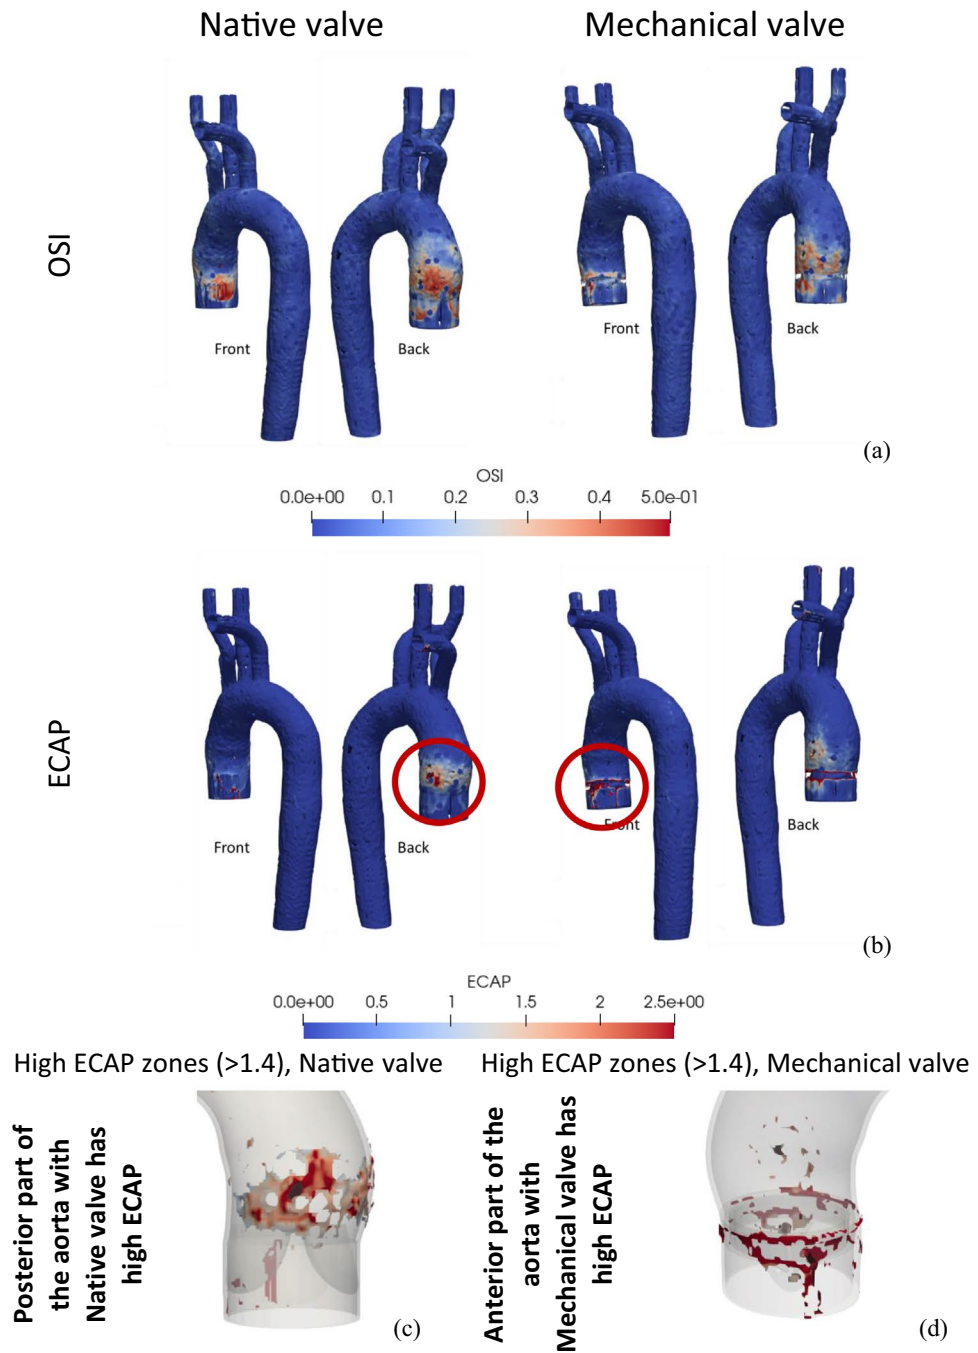 Native valve
Mechanical valve
OSI
Front
Back
Front
Back
(a)
OSI
0.0e+00 0.1 0.2 0.3 0.4 5.0e-01
ECAP
Front
Back
Front
Back
(b)
ECAP
0.0e+00 0.5 1 1.5 2 2.5e+00
High ECAP zones (>1.4), Native valve
High ECAP zones (>1.4), Mechanical valve
Posterior part of
the aorta with
Native valve has
high ECAP
(c)
Anterior part of the
aorta with
Mechanical valve has
high ECAP
(d)